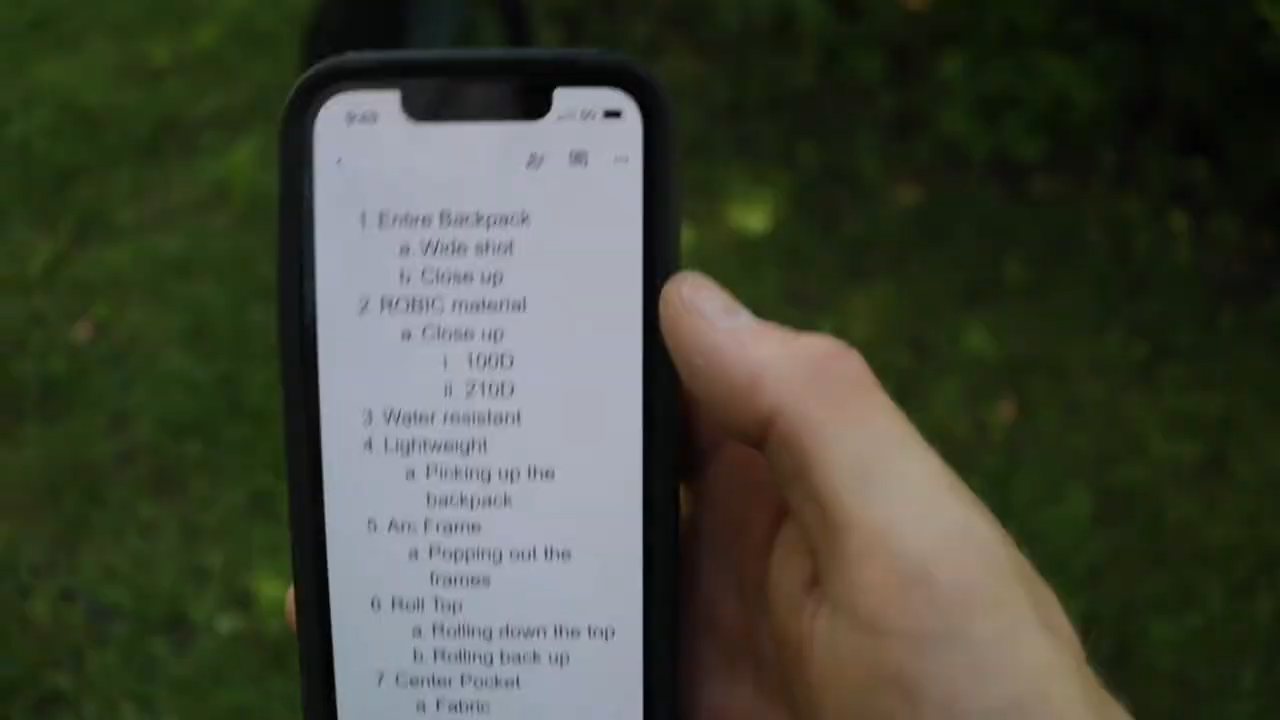 9:49
1. Entire Backpack
a. Wide shot
b. Close up
2. ROBIC material
a. Close up
i. 100D
ii. 210D
3. Water resistant
4. Lightweight
a. Picking up the
backpack
5. Arc Frame
a. Popping out the
frames
6. Roll Top
a. Rolling down the top
b. Rolling back up
7. Center Pocket
a. Fabric